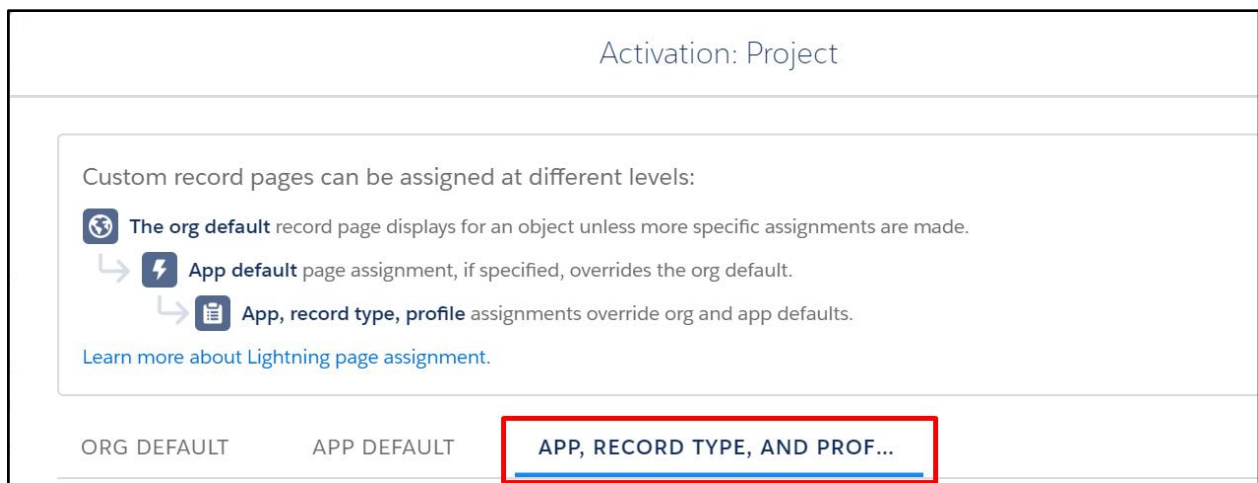 Activation: Project
Custom record pages can be assigned at different levels:
The org default record page displays for an object unless more specific assignments are made.
App default page assignment, if specified, overrides the org default.
App, record type, profile assignments override org and app defaults.
Learn more about Lightning page assignment.
ORG DEFAULT APP DEFAULT APP, RECORD TYPE, AND PROF...